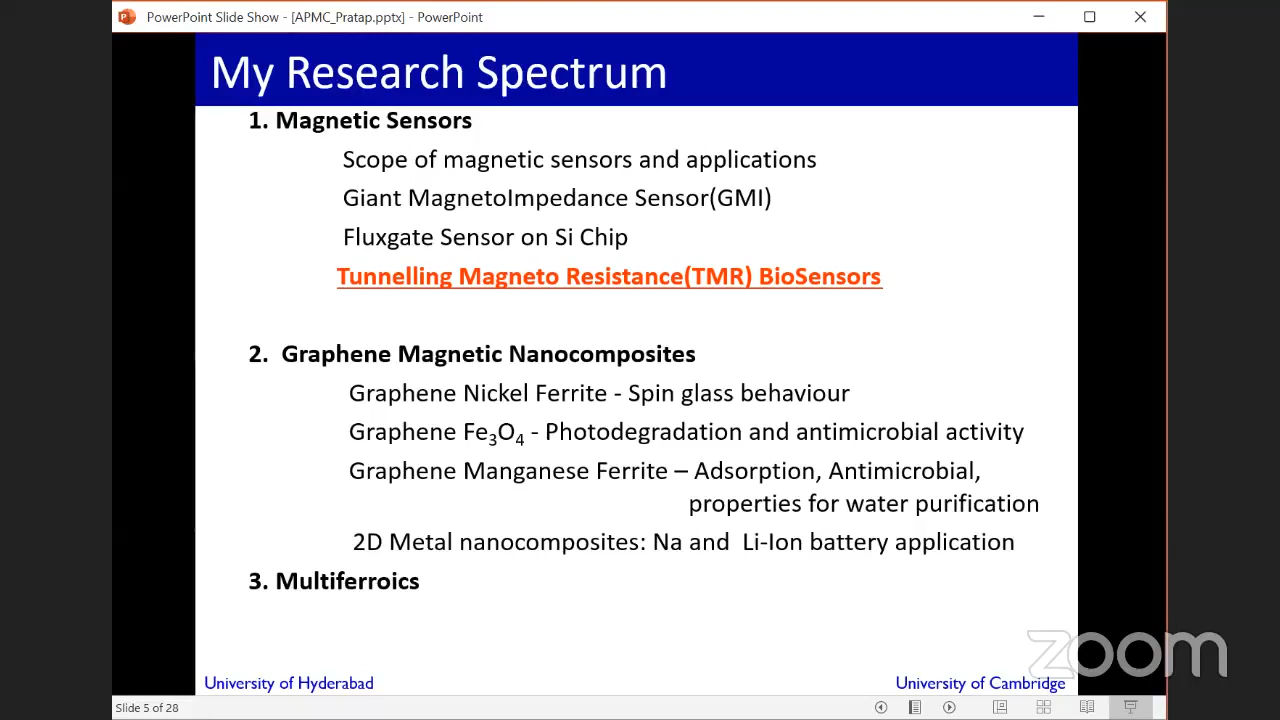 PowerPoint Slide Show - [APMC_Pratap.pptx] - PowerPoint
My Research Spectrum
1. Magnetic Sensors
Scope of magnetic sensors and applications
Giant MagnetoImpedance Sensor(GMI)
Fluxgate Sensor on Si Chip
Tunnelling Magneto Resistance(TMR) BioSensors
2. Graphene Magnetic Nanocomposites
Graphene Nickel Ferrite - Spin glass behaviour
Graphene Fe₃O₄ - Photodegradation and antimicrobial activity
Graphene Manganese Ferrite – Adsorption, Antimicrobial,
properties for water purification
2D Metal nanocomposites: Na and Li-Ion battery application
3. Multiferroics
zoom
University of Hyderabad
University of Cambridge
Slide 5 of 28